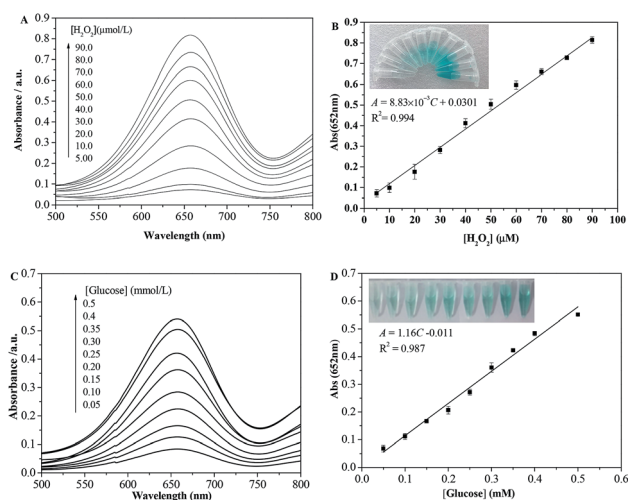 A
[H₂O₂](μmol/L)
90.0
80.0
70.0
60.0
50.0
40.0
30.0
20.0
10.0
5.00
Absorbance / a.u.
0.9
0.8
0.7
0.6
0.5
0.4
0.3
0.2
0.1
0.0
500 550 600 650 700 750 800
Wavelength (nm)
B
A = 8.83×10⁻³C + 0.0301
R² = 0.994
Abs(652nm)
0.9
0.8
0.7
0.6
0.5
0.4
0.3
0.2
0.1
0.0
0 10 20 30 40 50 60 70 80 90 100
[H₂O₂] (μM)
C
[Glucose] (mmol/L)
0.5
0.4
0.35
0.30
0.25
0.20
0.15
0.10
0.05
Absorbance /a.u.
0.7
0.6
0.5
0.4
0.3
0.2
0.1
0.0
500 550 600 650 700 750 800
Wavelength (nm)
D
A = 1.16C -0.011
R² = 0.987
Abs (652nm)
0.7
0.6
0.5
0.4
0.3
0.2
0.1
0.0
0.0 0.1 0.2 0.3 0.4 0.5 0.6
[Glucose] (mM)